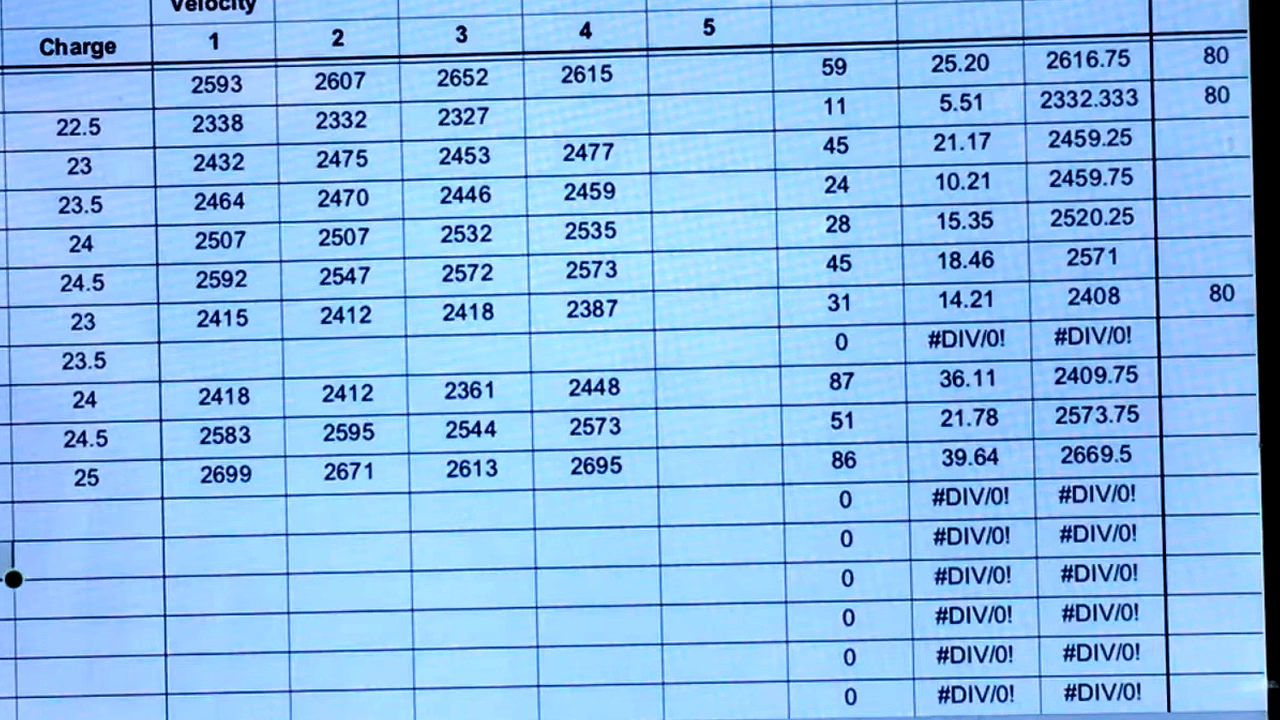 Velocity
Charge 1 2 3 4 5
2593 2607 2652 2615 59 25.20 2616.75 80
22.5 2338 2332 2327 11 5.51 2332.333 80
23 2432 2475 2453 2477 45 21.17 2459.25
23.5 2464 2470 2446 2459 24 10.21 2459.75
24 2507 2507 2532 2535 28 15.35 2520.25
24.5 2592 2547 2572 2573 45 18.46 2571
23 2415 2412 2418 2387 31 14.21 2408 80
23.5 0 #DIV/0! #DIV/0!
24 2418 2412 2361 2448 87 36.11 2409.75
24.5 2583 2595 2544 2573 51 21.78 2573.75
25 2699 2671 2613 2695 86 39.64 2669.5
0 #DIV/0! #DIV/0!
0 #DIV/0! #DIV/0!
0 #DIV/0! #DIV/0!
0 #DIV/0! #DIV/0!
0 #DIV/0! #DIV/0!
0 #DIV/0! #DIV/0!